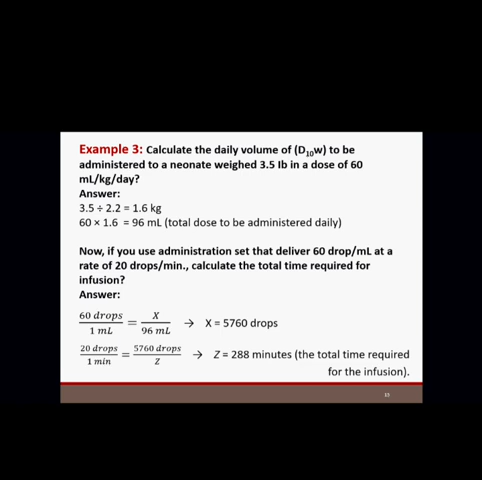 Example 3: Calculate the daily volume of (D₁₀w) to be
administered to a neonate weighed 3.5 lb in a dose of 60
mL/kg/day?
Answer:
3.5 ÷ 2.2 = 1.6 kg
60 × 1.6 = 96 mL (total dose to be administered daily)
Now, if you use administration set that deliver 60 drop/mL at a
rate of 20 drops/min., calculate the total time required for
infusion?
Answer:
60 drops / 1 mL = X / 96 mL → X = 5760 drops
20 drops / 1 min = 5760 drops / Z → Z = 288 minutes (the total time required
for the infusion).